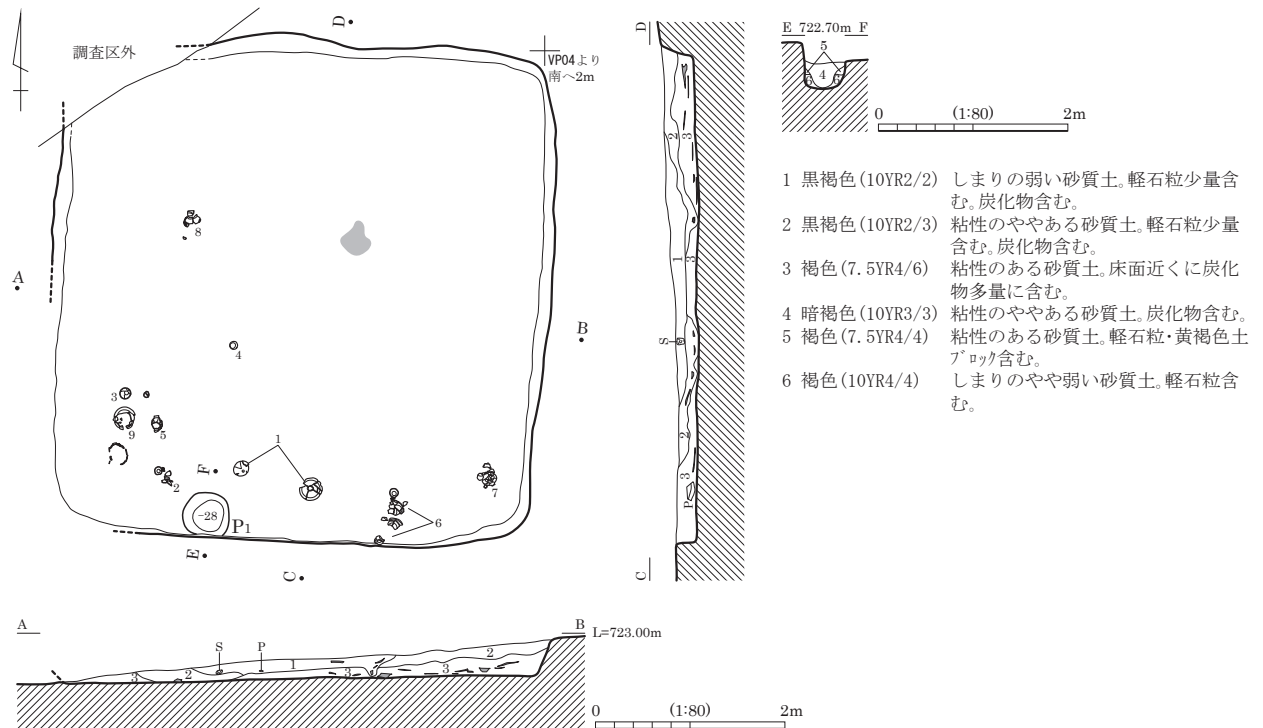 調査区外
D
VP04より
南へ2m
8
A
4
B
3
9
5
1
2
F
7
6
-28
P1
E
C
D
2
3
1
3
S
2
3
P
C
E 722.70m F
5
6
4
6
0 (1:80) 2m
1 黒褐色(10YR2/2) しまりの弱い砂質土。軽石粒少量含
む。炭化物含む。
2 黒褐色(10YR2/3) 粘性のややある砂質土。軽石粒少量
含む。炭化物含む。
3 褐色(7.5YR4/6) 粘性のある砂質土。床面近くに炭化
物多量に含む。
4 暗褐色(10YR3/3) 粘性のややある砂質土。炭化物含む。
5 褐色(7.5YR4/4) 粘性のある砂質土。軽石粒・黄褐色土
ブロック含む。
6 褐色(10YR4/4) しまりのやや弱い砂質土。軽石粒含
む。
A
B L=723.00m
S
P
3
2
1
3
3
2
0 (1:80) 2m